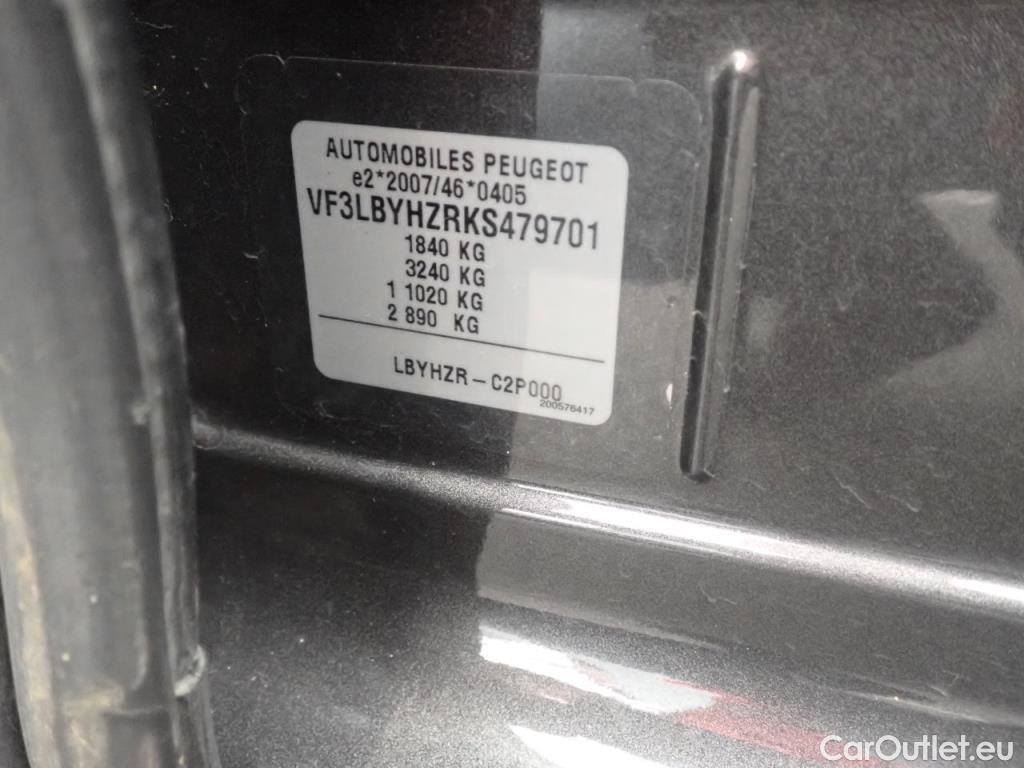 AUTOMOBILES PEUGEOT
e2*2007/46*0405
VF3LBYHZRKS479701
1840 KG
3240 KG
1 1020 KG
2 890 KG
LBYHZR-C2P000
200576417
CarOutlet.eu